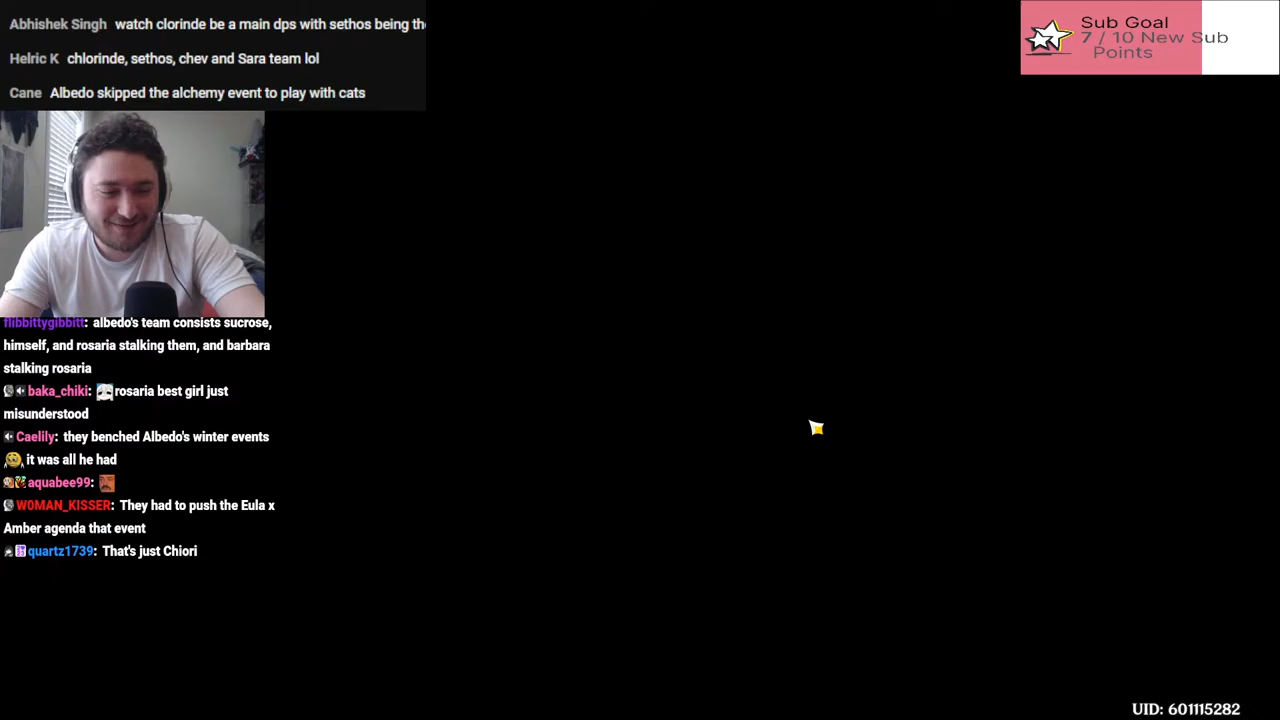 Abhishek Singh watch clorinde be a main dps with sethos being the
Helric K chlorinde, sethos, chev and Sara team lol
Cane Albedo skipped the alchemy event to play with cats
Sub Goal
7 / 10 New Sub
Points
flibbittygibbitt: albedo's team consists sucrose,
himself, and rosaria stalking them, and barbara
stalking rosaria
baka_chiki: rosaria best girl just
misunderstood
Caelily: they benched Albedo's winter events
it was all he had
aquabee99:
W0MAN_KISSER: They had to push the Eula x
Amber agenda that event
quartz1739: That's just Chiori
UID: 601115282